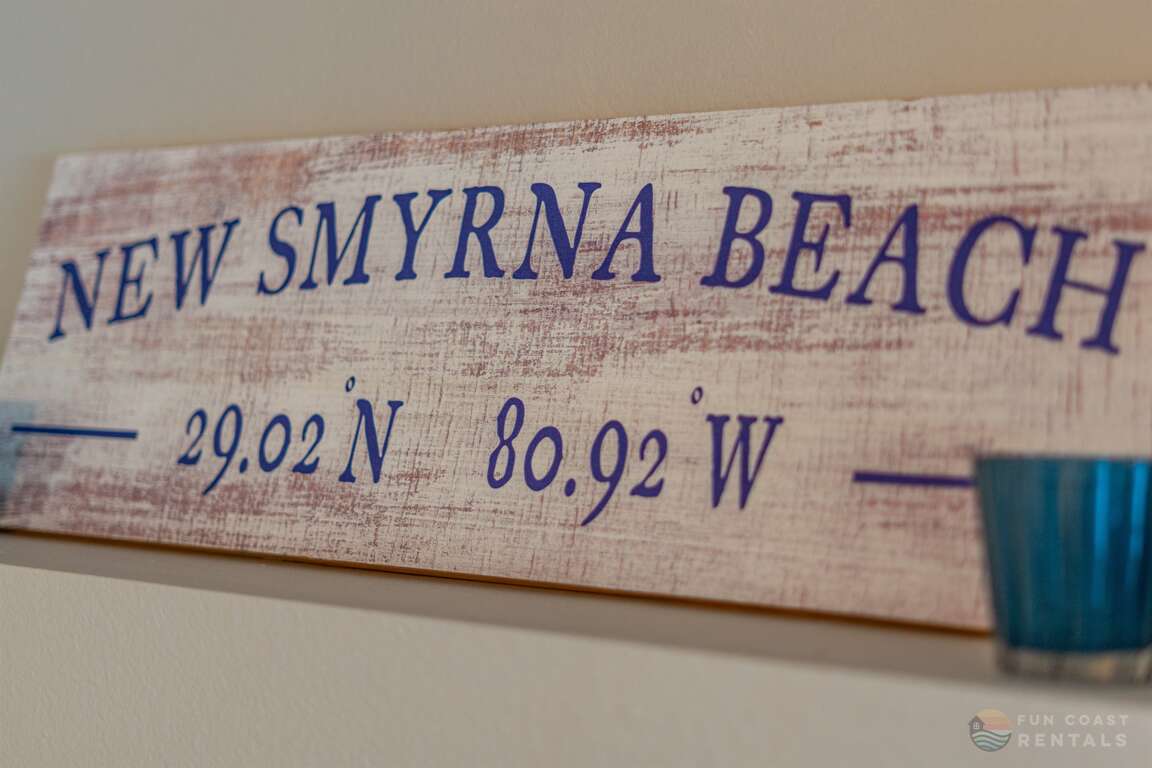 NEW SMYRNA BEACH
29.02°N 80.92°W
FUN COAST
RENTALS